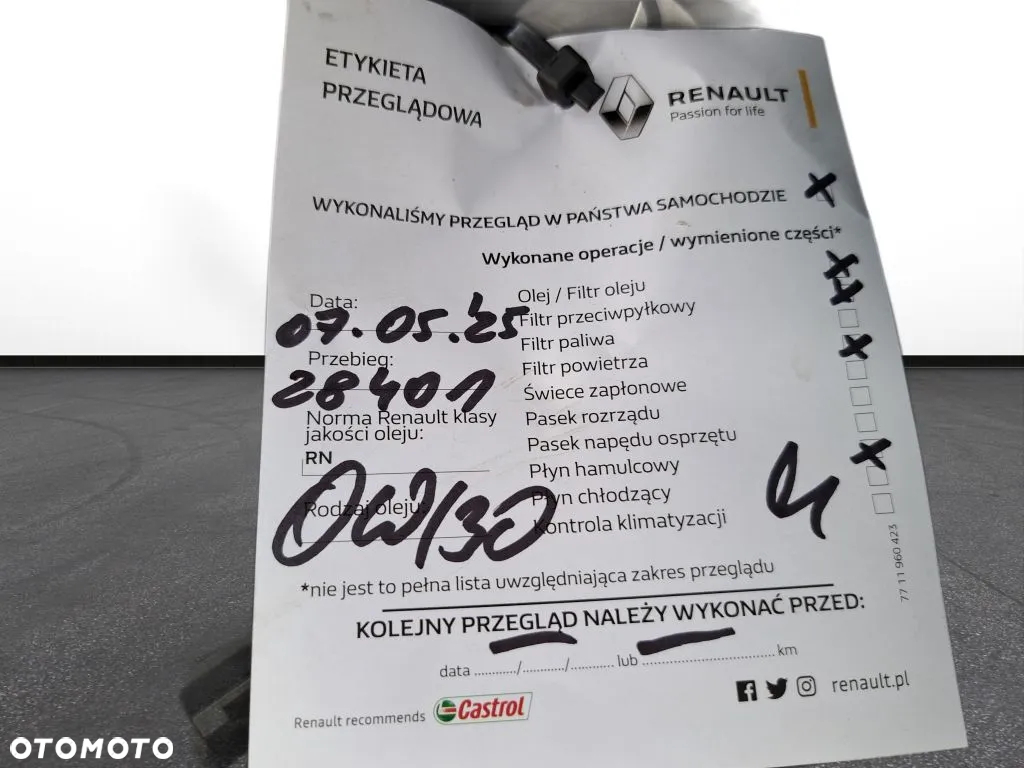 ETYKIETA
PRZEGLĄDOWA
RENAULT
Passion for life
WYKONALIŚMY PRZEGLĄD W PAŃSTWA SAMOCHODZIE X
Wykonane operacje / wymienione części*
Data:
07.05.'25
Przebieg:
28401
Norma Renault klasy
jakości oleju:
RN
Rodzaj oleju:
0W/30
Olej / Filtr oleju X
Filtr przeciwpyłkowy X
Filtr paliwa
Filtr powietrza X
Świece zapłonowe
Pasek rozrządu
Pasek napędu osprzętu
Płyn hamulcowy X
Płyn chłodzący
Kontrola klimatyzacji
77 11 960 423
*nie jest to pełna lista uwzględniająca zakres przeglądu
KOLEJNY PRZEGLĄD NALEŻY WYKONAĆ PRZED:
data ............/............/............ lub ................................... km
renault.pl
Renault recommends Castrol
OTOMOTO